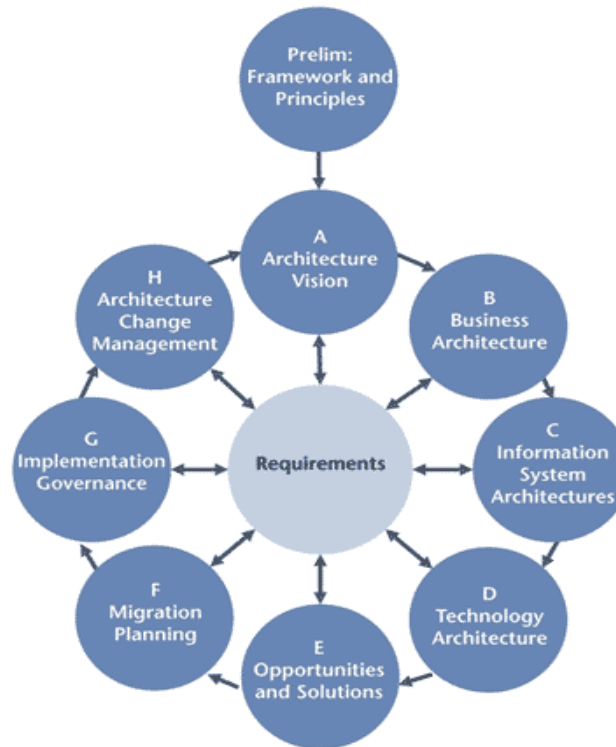 Prelim:
Framework and
Principles
A
Architecture
Vision
B
Business
Architecture
C
Information
System
Architectures
D
Technology
Architecture
E
Opportunities
and Solutions
F
Migration
Planning
G
Implementation
Governance
H
Architecture
Change
Management
Requirements